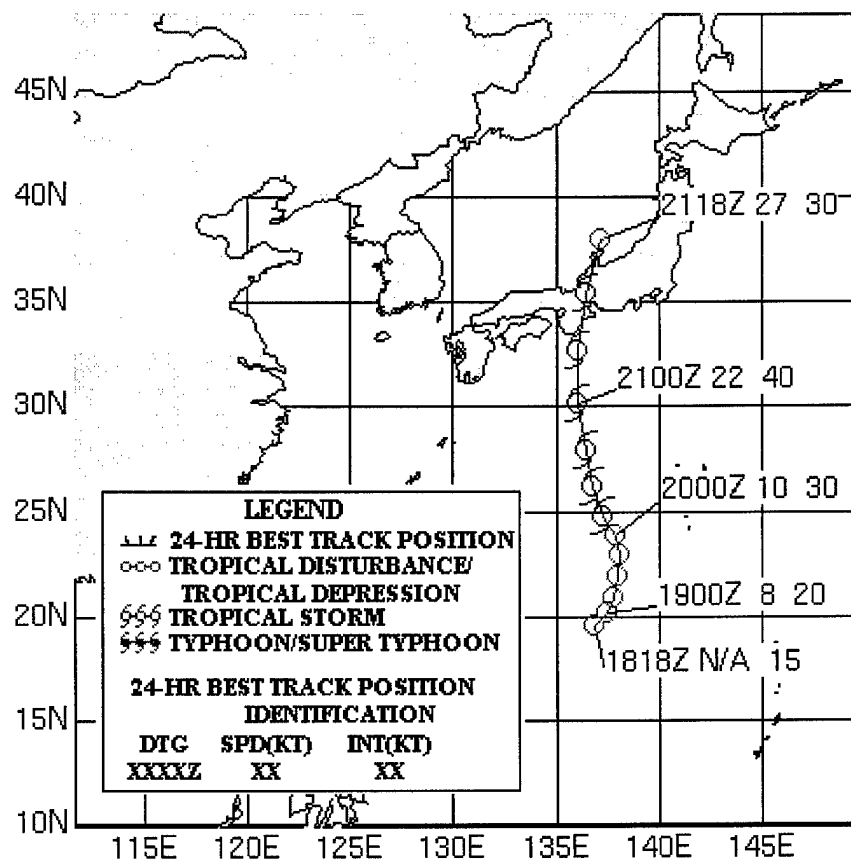 45N
40N
2118Z 27 30
35N
2100Z 22 40
30N
2000Z 10 30
25N
LEGEND
24-HR BEST TRACK POSITION
TROPICAL DISTURBANCE/
TROPICAL DEPRESSION
TROPICAL STORM
TYPHOON/SUPER TYPHOON
1900Z 8 20
20N
1818Z N/A 15
24-HR BEST TRACK POSITION
IDENTIFICATION
DTG SPD(KT) INT(KT)
XXXXZ XX XX
15N
10N
115E 120E 125E 130E 135E 140E 145E